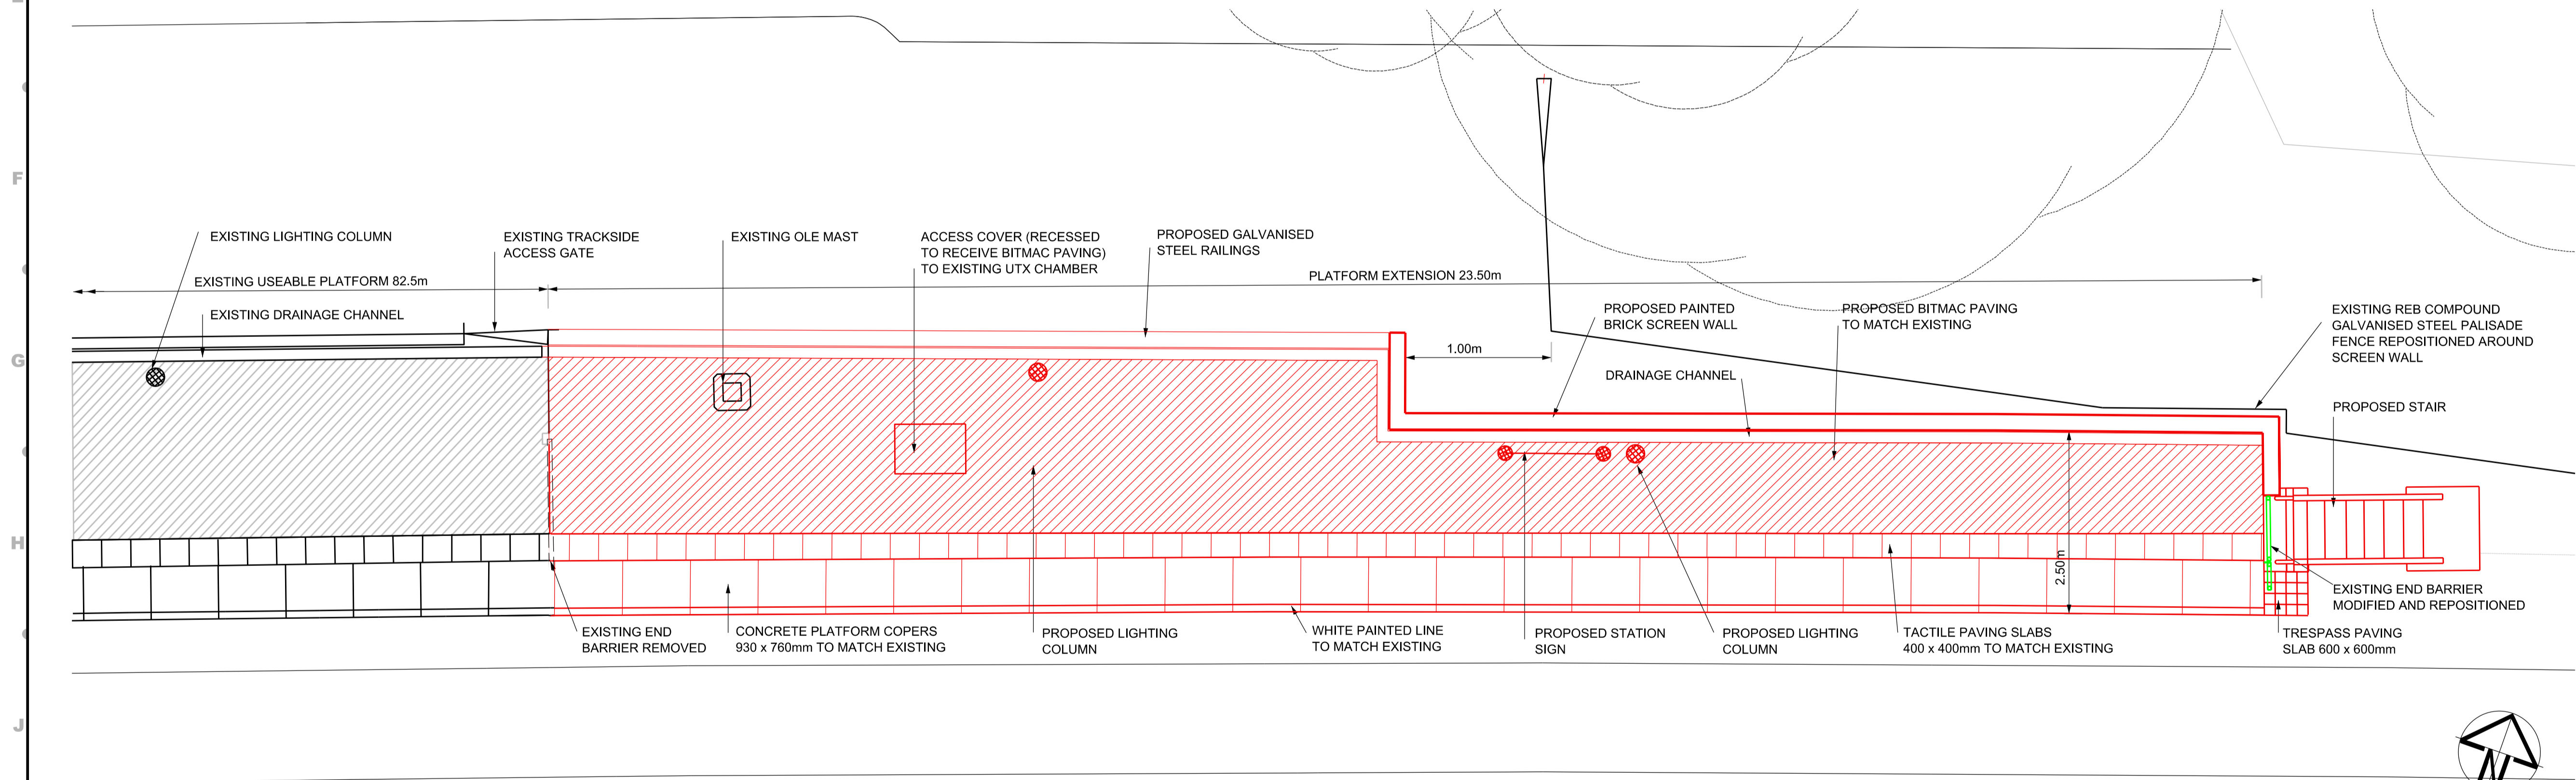 F
EXISTING LIGHTING COLUMN
EXISTING TRACKSIDE
ACCESS GATE
EXISTING OLE MAST
ACCESS COVER (RECESSED
TO RECEIVE BITMAC PAVING)
TO EXISTING UTX CHAMBER
PROPOSED GALVANISED
STEEL RAILINGS
EXISTING USEABLE PLATFORM 82.5m
PLATFORM EXTENSION 23.50m
EXISTING DRAINAGE CHANNEL
PROPOSED PAINTED
BRICK SCREEN WALL
PROPOSED BITMAC PAVING
TO MATCH EXISTING
EXISTING REB COMPOUND
GALVANISED STEEL PALISADE
FENCE REPOSITIONED AROUND
SCREEN WALL
G
1.00m
DRAINAGE CHANNEL
PROPOSED STAIR
H
2.50m
EXISTING END BARRIER
MODIFIED AND REPOSITIONED
EXISTING END
BARRIER REMOVED
CONCRETE PLATFORM COPERS
930 x 760mm TO MATCH EXISTING
PROPOSED LIGHTING
COLUMN
WHITE PAINTED LINE
TO MATCH EXISTING
PROPOSED STATION
SIGN
PROPOSED LIGHTING
COLUMN
TACTILE PAVING SLABS
400 x 400mm TO MATCH EXISTING
TRESPASS PAVING
SLAB 600 x 600mm
J